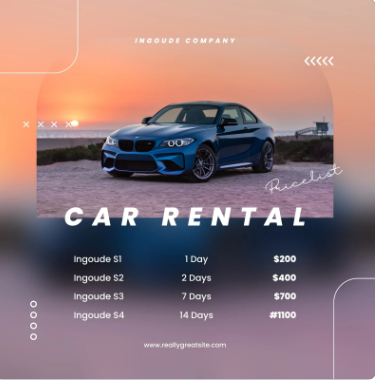 INGOUDE COMPANY
Pricelist
CAR RENTAL
Ingoude S1 1 Day $200
Ingoude S2 2 Days $400
Ingoude S3 7 Days $700
Ingoude S4 14 Days #1100
www.reallygreatsite.com